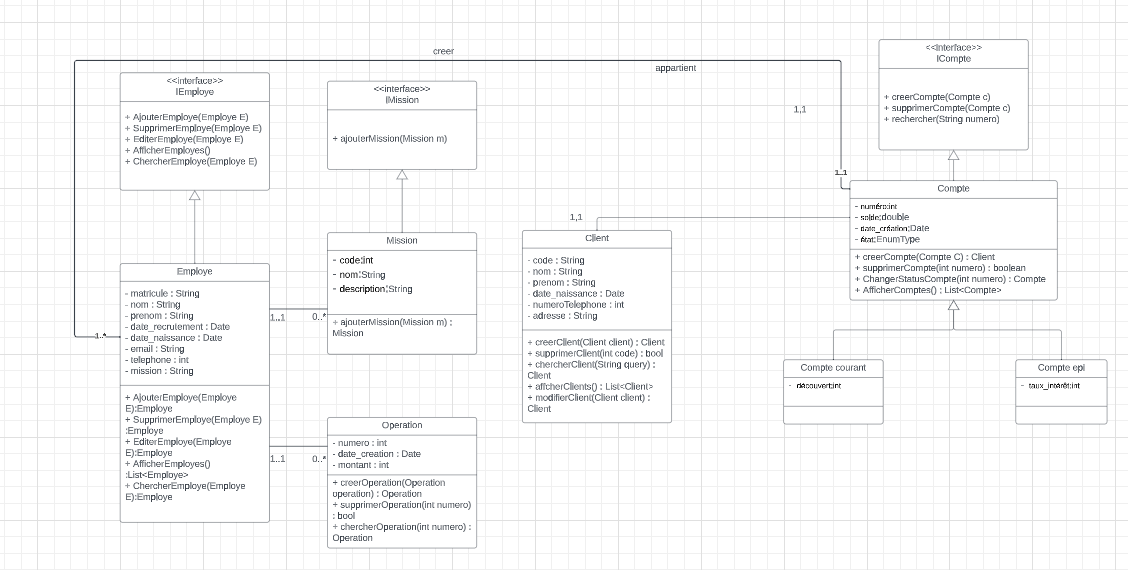 creer
appartient
1,1
1..1
1,1
1..*
1..1
0..*
1..1
0..*
<<interface>>
IEmploye
+ AjouterEmploye(Employe E)
+ SupprimerEmploye(Employe E)
+ EditerEmploye(Employe E)
+ AfficherEmployes()
+ ChercherEmploye(Employe E)
<<interface>>
IMission
+ ajouterMission(Mission m)
<<interface>>
ICompte
+ creerCompte(Compte c)
+ supprimerCompte(Compte c)
+ rechercher(String numero)
Employe
- matricule : String
- nom : String
- prenom : String
- date_recrutement : Date
- date_naissance : Date
- email : String
- telephone : int
- mission : String
+ AjouterEmploye(Employe
E):Employe
+ SupprimerEmploye(Employe E)
:Employe
+ EditerEmploye(Employe
E):Employe
+ AfficherEmployes()
:List<Employe>
+ ChercherEmploye(Employe
E):Employe
Mission
- code:int
- nom:String
- description:String
+ ajouterMission(Mission m) :
Mission
Operation
- numero : int
- date_creation : Date
- montant : int
+ creerOperation(Operation
operation) : Operation
+ supprimerOperation(int numero)
: bool
+ chercherOperation(int numero) :
Operation
Client
- code : String
- nom : String
- prenom : String
- date_naissance : Date
- numeroTelephone : int
- adresse : String
+ creerClient(Client client) : Client
+ supprimerClient(int code) : bool
+ chercherClient(String query) :
Client
+ affcherClients() : List<Client>
+ modifierClient(Client client) :
Client
Compte
- numéro:int
- solde:double
- date_création:Date
- état:EnumType
+ creerCompte(Compte C) : Client
+ supprimerCompte(int numero) : boolean
+ ChangerStatusCompte(int numero) : Compte
+ AfficherComptes() : List<Compte>
Compte courant
- découvert:int
Compte epi
- taux_intérêt:int